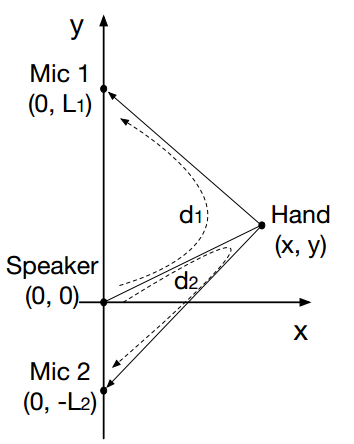 y
Mic 1
(0, L1)
d1
Hand
(x, y)
Speaker
(0, 0)
d2
x
Mic 2
(0, -L2)